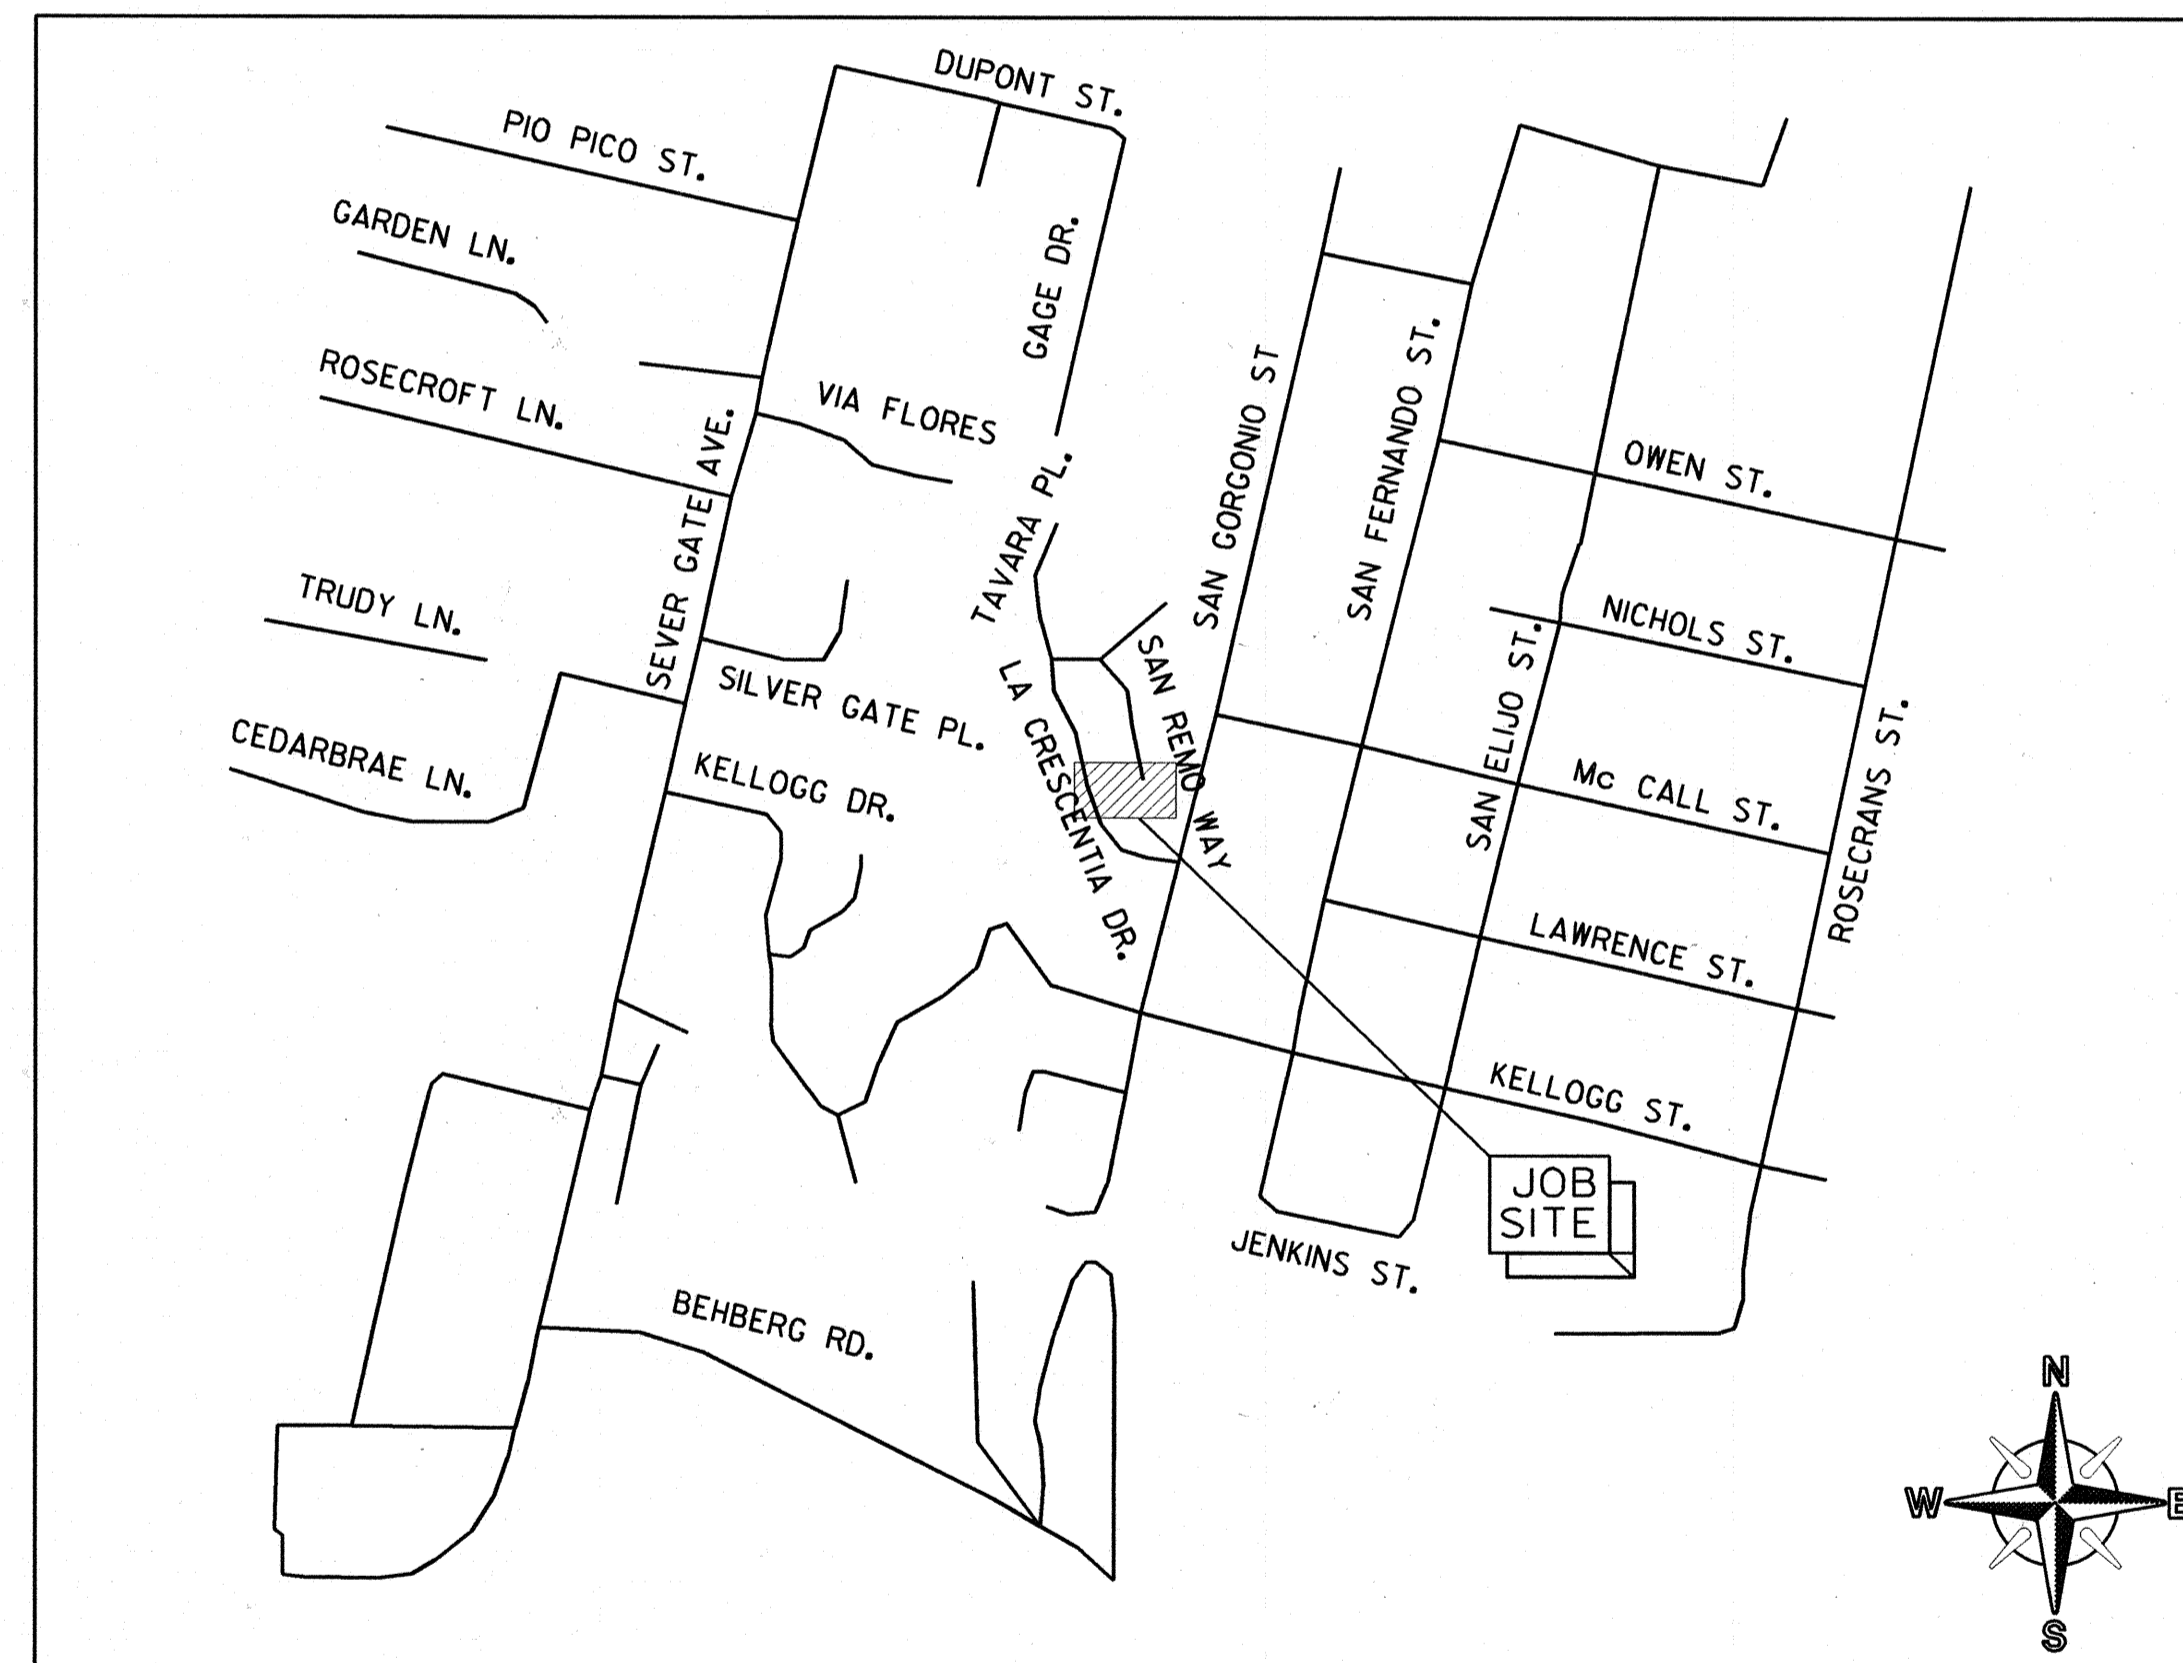 DUPONT ST.
PIO PICO ST.
GARDEN LN.
GAGE DR.
ROSECROFT LN.
VIA FLORES
SEVER GATE AVE.
TAVARA PL.
SAN GORGONIO ST
SAN FERNANDO ST.
OWEN ST.
TRUDY LN.
NICHOLS ST.
SILVER GATE PL.
LA CRESCENTIA DR.
SAN REMO WAY
SAN ELIJO ST.
ROSECRANS ST.
CEDARBRAE LN.
KELLOGG DR.
Mc CALL ST.
LAWRENCE ST.
KELLOGG ST.
JOB
SITE
JENKINS ST.
BEHBERG RD.
N
W
E
S